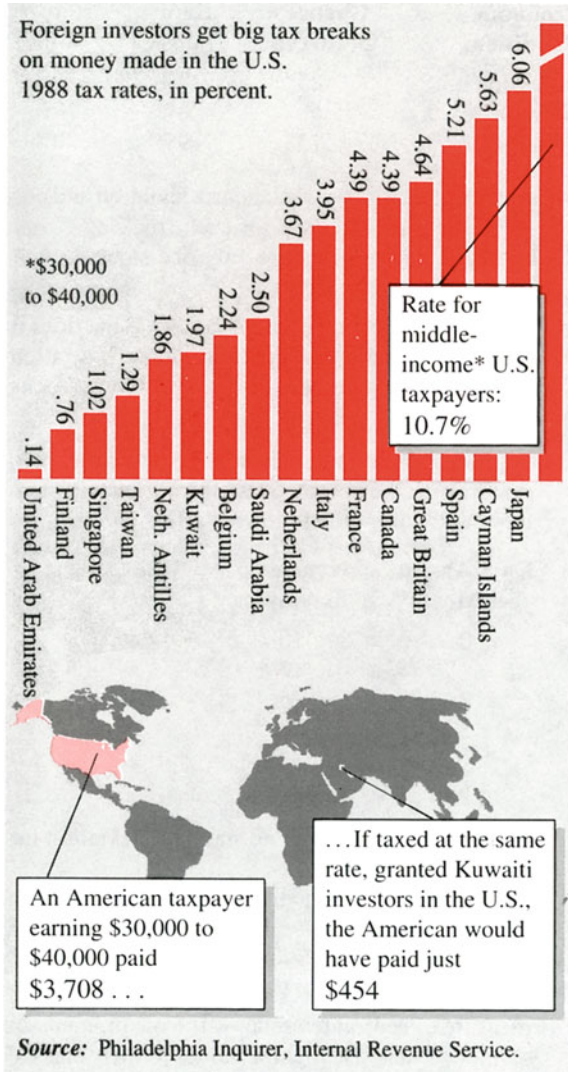 Foreign investors get big tax breaks
on money made in the U.S.
1988 tax rates, in percent.
*$30,000
to $40,000
.14
.76
1.02
1.29
1.86
1.97
2.24
2.50
3.67
3.95
4.39
4.39
4.64
5.21
5.63
6.06
Rate for
middle-
income* U.S.
taxpayers:
10.7%
United Arab Emirates
Finland
Singapore
Taiwan
Neth. Antilles
Kuwait
Belgium
Saudi Arabia
Netherlands
Italy
France
Canada
Great Britain
Spain
Cayman Islands
Japan
An American taxpayer
earning $30,000 to
$40,000 paid
$3,708 . . .
. . .If taxed at the same
rate, granted Kuwaiti
investors in the U.S.,
the American would
have paid just
$454
Source: Philadelphia Inquirer, Internal Revenue Service.